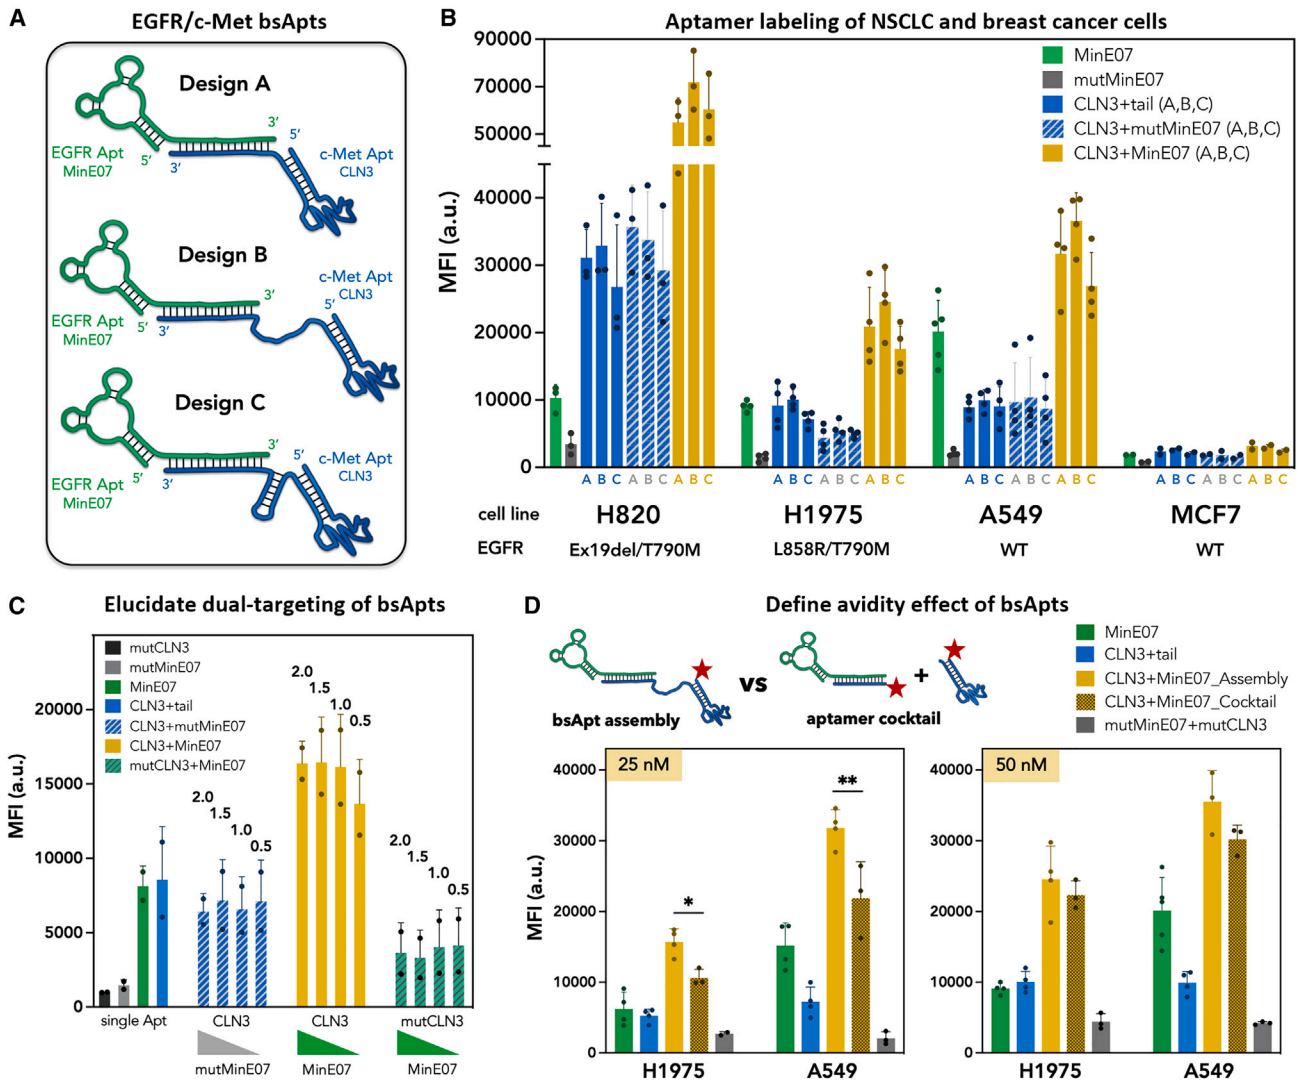 A
EGFR/c-Met bsApts
Design A
3′
5′
EGFR Apt
MinE07
5′
3′
c-Met Apt
CLN3
Design B
c-Met Apt
CLN3
3′
5′
EGFR Apt
MinE07
5′
3′
Design C
3′
5′
c-Met Apt
CLN3
EGFR Apt
MinE07
5′
3′
B
Aptamer labeling of NSCLC and breast cancer cells
MFI (a.u.)
90000
70000
50000
40000
30000
20000
10000
0
MinE07
mutMinE07
CLN3+tail (A,B,C)
CLN3+mutMinE07 (A,B,C)
CLN3+MinE07 (A,B,C)
A B C A B C A B C
A B C A B C A B C
A B C A B C A B C
A B C A B C A B C
cell line H820 H1975 A549 MCF7
EGFR Ex19del/T790M L858R/T790M WT WT
C
Elucidate dual-targeting of bsApts
MFI (a.u.)
20000
15000
10000
5000
0
mutCLN3
mutMinE07
MinE07
CLN3+tail
CLN3+mutMinE07
CLN3+MinE07
mutCLN3+MinE07
2.0
1.5
1.0
0.5
2.0
1.5
1.0
0.5
2.0
1.5
1.0
0.5
single Apt CLN3 CLN3 mutCLN3
mutMinE07 MinE07 MinE07
D
Define avidity effect of bsApts
vs
+
bsApt assembly
aptamer cocktail
MinE07
CLN3+tail
CLN3+MinE07_Assembly
CLN3+MinE07_Cocktail
mutMinE07+mutCLN3
MFI (a.u.)
25 nM
40000
30000
20000
10000
0
*
**
H1975 A549
50 nM
40000
30000
20000
10000
0
H1975 A549